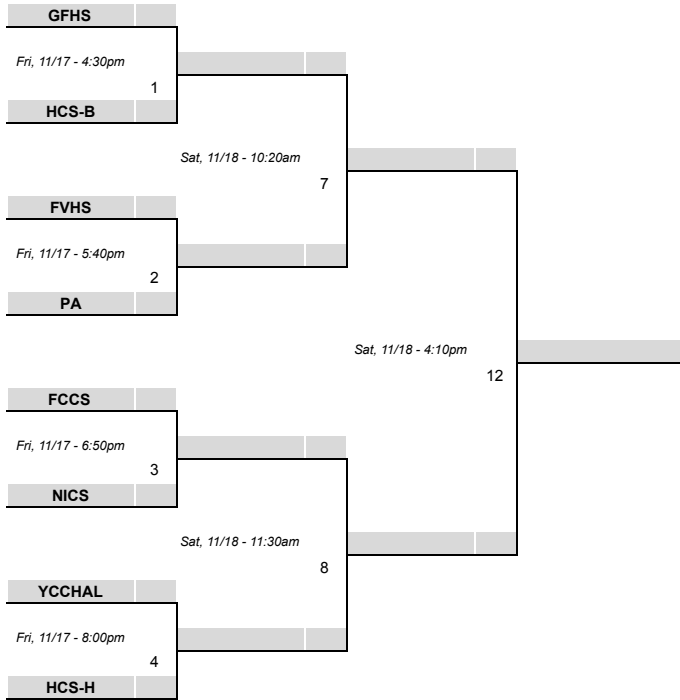 GFHS
Fri, 11/17 - 4:30pm
1
HCS-B
Sat, 11/18 - 10:20am
7
FVHS
Fri, 11/17 - 5:40pm
2
PA
Sat, 11/18 - 4:10pm
12
FCCS
Fri, 11/17 - 6:50pm
3
NICS
Sat, 11/18 - 11:30am
8
YCCHAL
Fri, 11/17 - 8:00pm
4
HCS-H